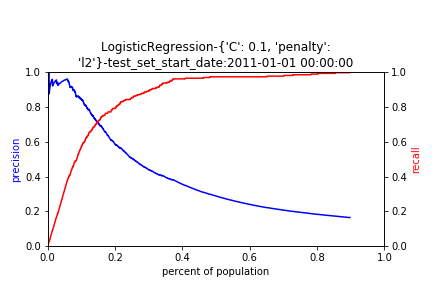 LogisticRegression-{'C': 0.1, 'penalty':
'l2'}-test_set_start_date:2011-01-01 00:00:00
1.0
0.8
0.6
0.4
0.2
0.0
precision
1.0
0.8
0.6
0.4
0.2
0.0
recall
0.0 0.2 0.4 0.6 0.8 1.0
percent of population